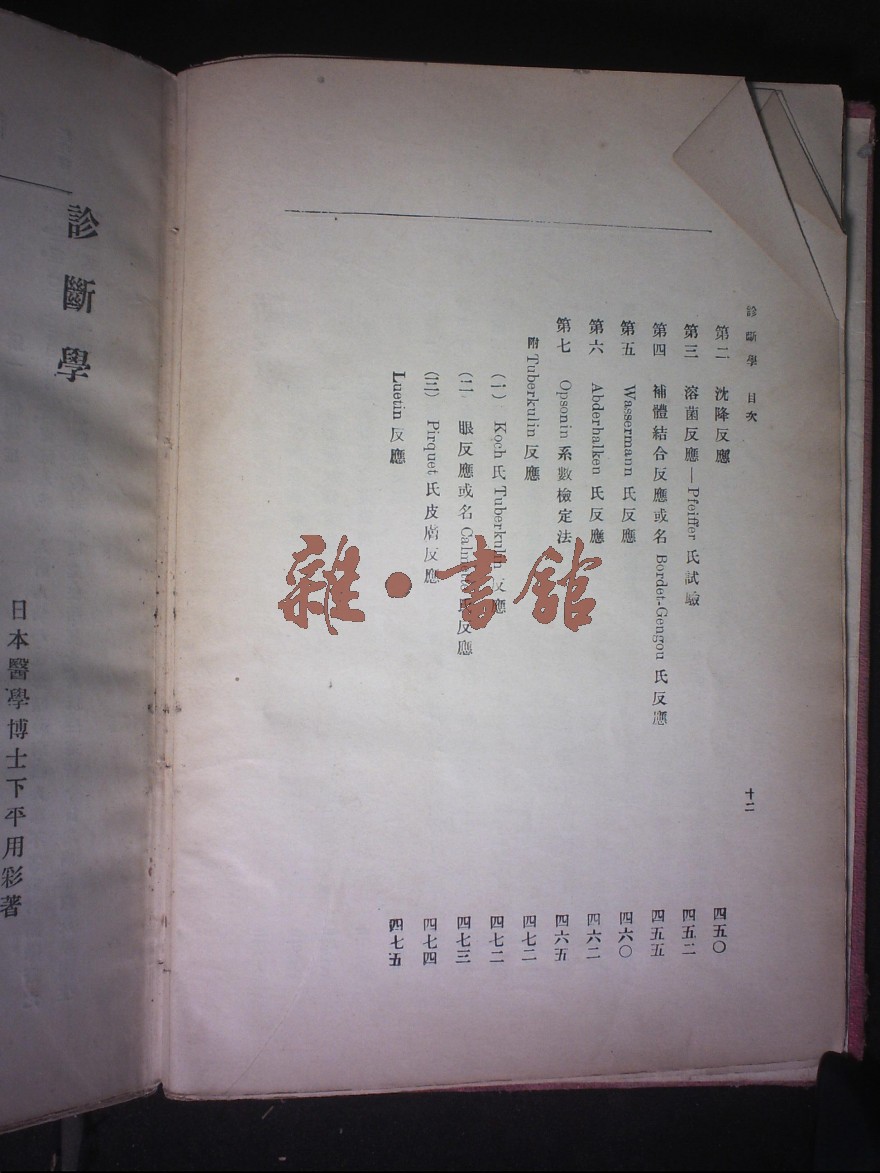 診斷學 目次
十二
第二 沈降反應 四五〇
第三 溶菌反應—Pfeiffer 氏試驗 四五二
第四 補體結合反應或名 Bordet-Gengou 氏反應 四五五
第五 Wassermann 氏反應 四六〇
第六 Abderhalken 氏反應 四六二
第七 Opsonin 系數檢定法 四六五
附 Tuberkulin 反應 四七二
(一) Koch 氏 Tuberkulin 反應 四七二
(二) 眼反應或名 氏反應 四七三
(三) Pirquet 氏皮膚反應 四七四
Luetin 反應 四七五
診斷學
日本醫學博士下平用彩著
雜·書館